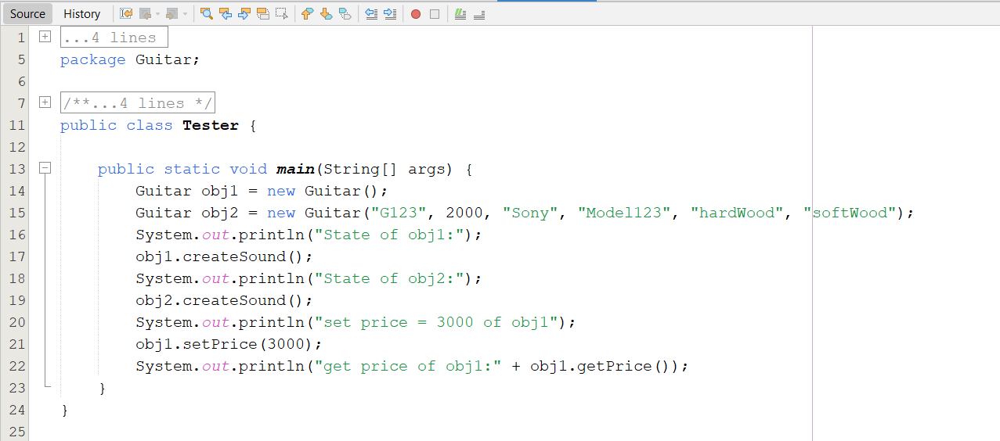 Source History
1 ...4 lines
5 package Guitar;
6
7 /**...4 lines */
11 public class Tester {
12
13 public static void main(String[] args) {
14 Guitar obj1 = new Guitar();
15 Guitar obj2 = new Guitar("G123", 2000, "Sony", "Model123", "hardWood", "softWood");
16 System.out.println("State of obj1:");
17 obj1.createSound();
18 System.out.println("State of obj2:");
19 obj2.createSound();
20 System.out.println("set price = 3000 of obj1");
21 obj1.setPrice(3000);
22 System.out.println("get price of obj1:" + obj1.getPrice());
23 }
24 }
25